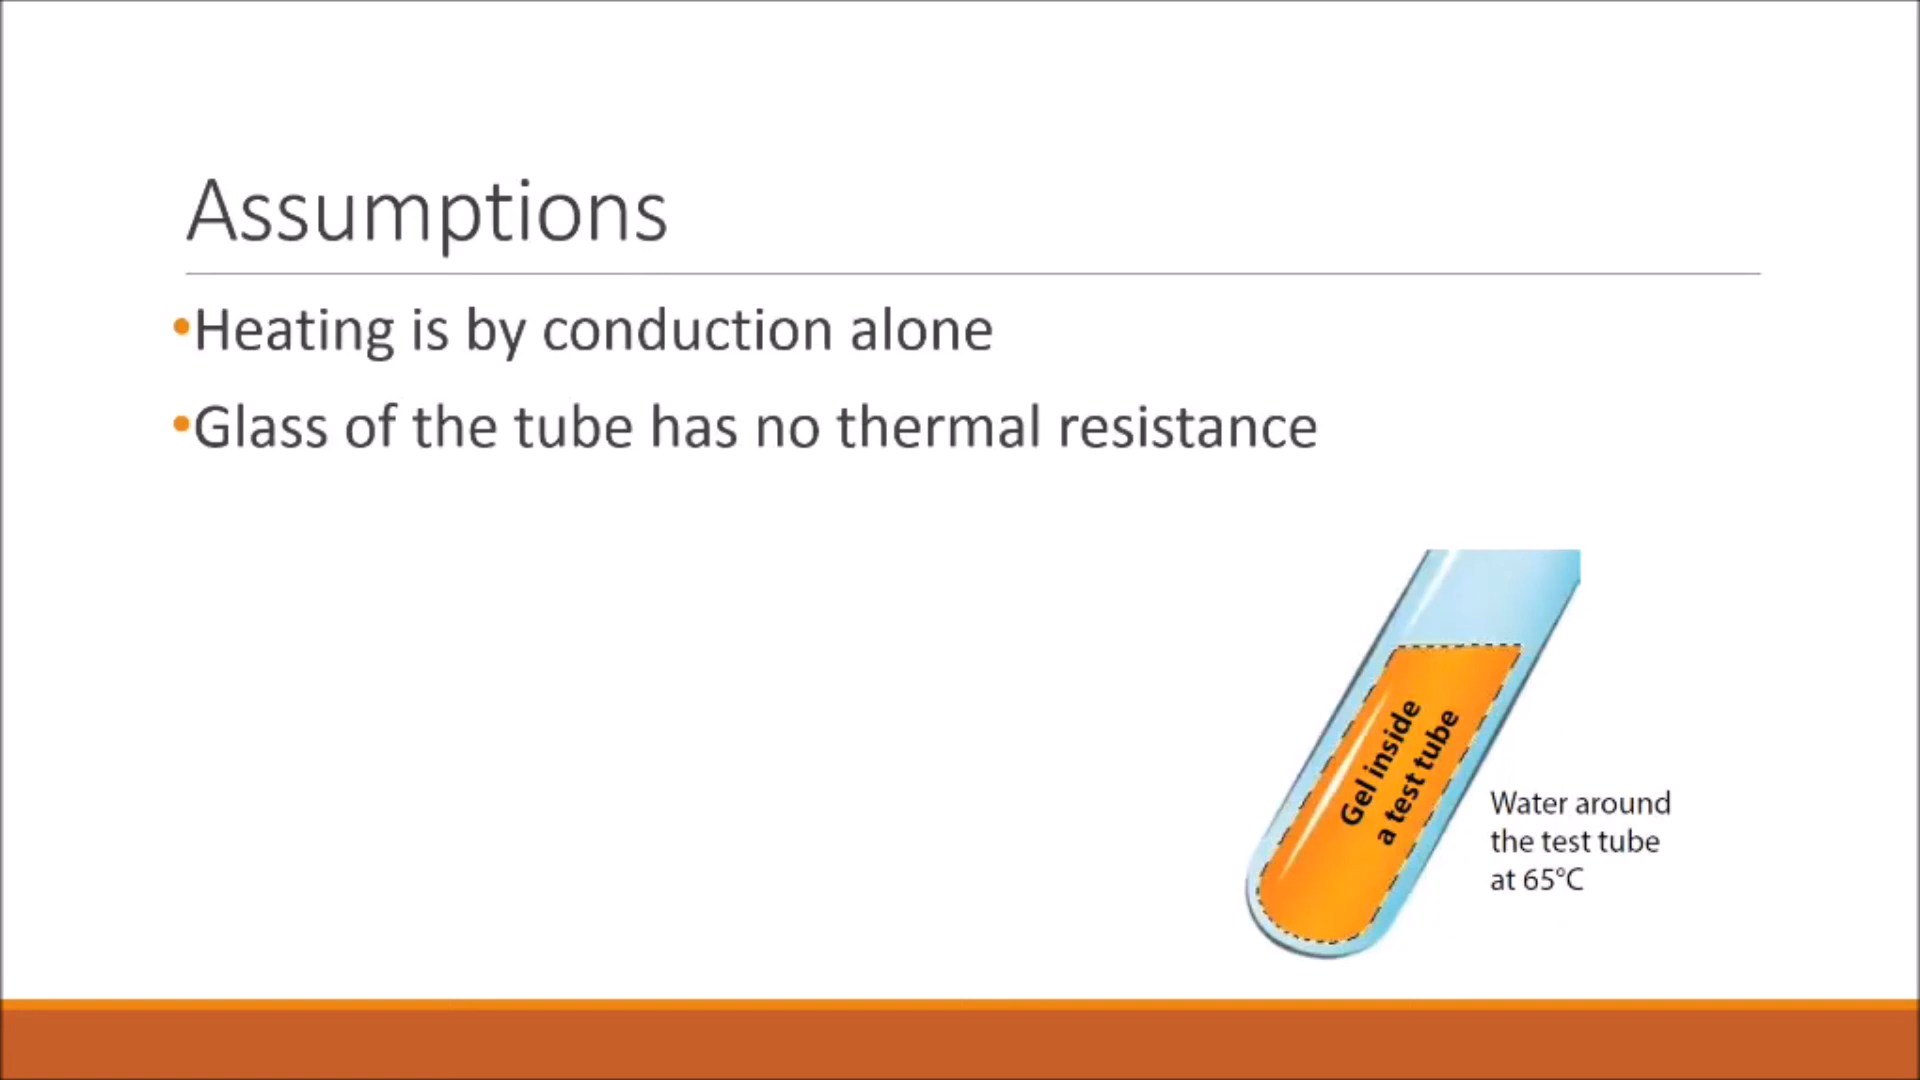 Assumptions
•Heating is by conduction alone
•Glass of the tube has no thermal resistance
Gel inside
a test tube
Water around
the test tube
at 65°C